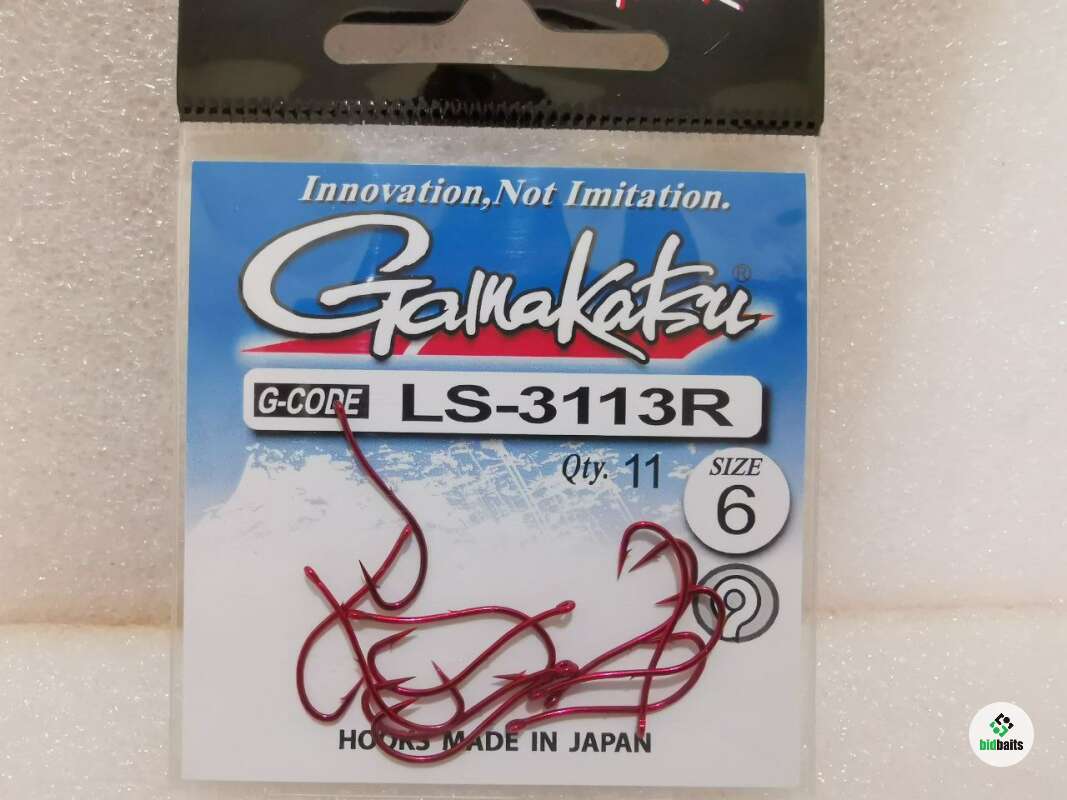 Innovation,Not Imitation.
Gamakatsu®
G-CODE LS-3113R
Qty. 11
SIZE
6
HOOKS MADE IN JAPAN
bidbaits